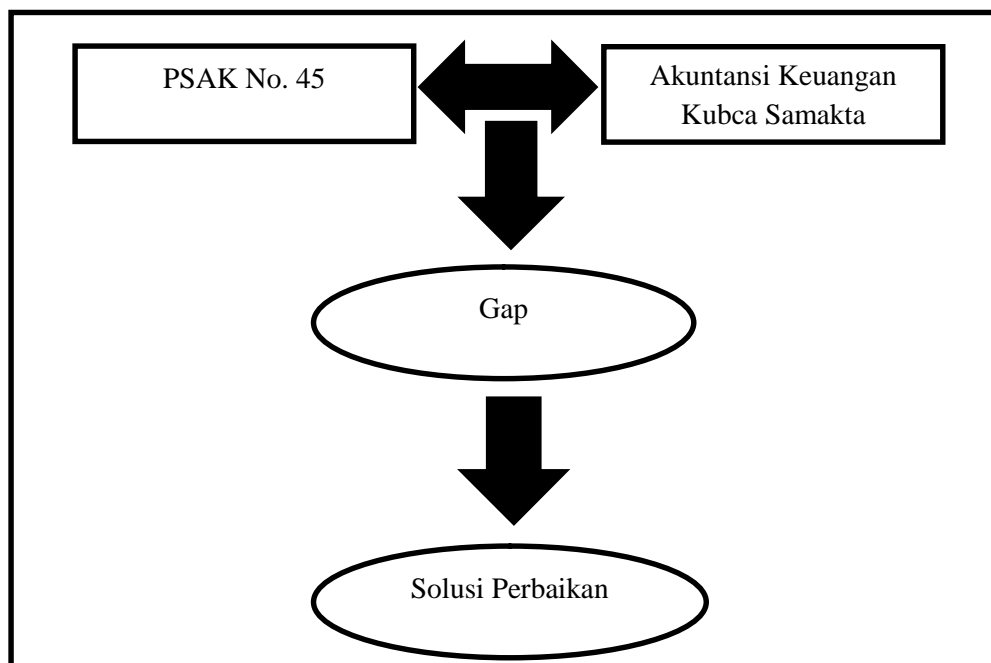 PSAK No. 45
Akuntansi Keuangan
Kubca Samakta
Gap
Solusi Perbaikan